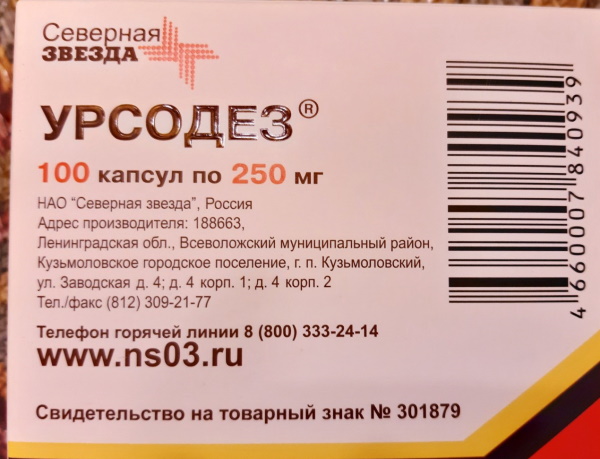 Северная
ЗВЕЗДА
УРСОДЕЗ®
100 капсул по 250 мг
НАО "Северная звезда", Россия
Адрес производителя: 188663,
Ленинградская обл., Всеволожский муниципальный район,
Кузьмоловское городское поселение, г. п. Кузьмоловский,
ул. Заводская д. 4; д. 4 корп. 1; д. 4 корп. 2
Тел./факс (812) 309-21-77
Телефон горячей линии 8 (800) 333-24-14
www.ns03.ru
Свидетельство на товарный знак № 301879
4 660007 840939